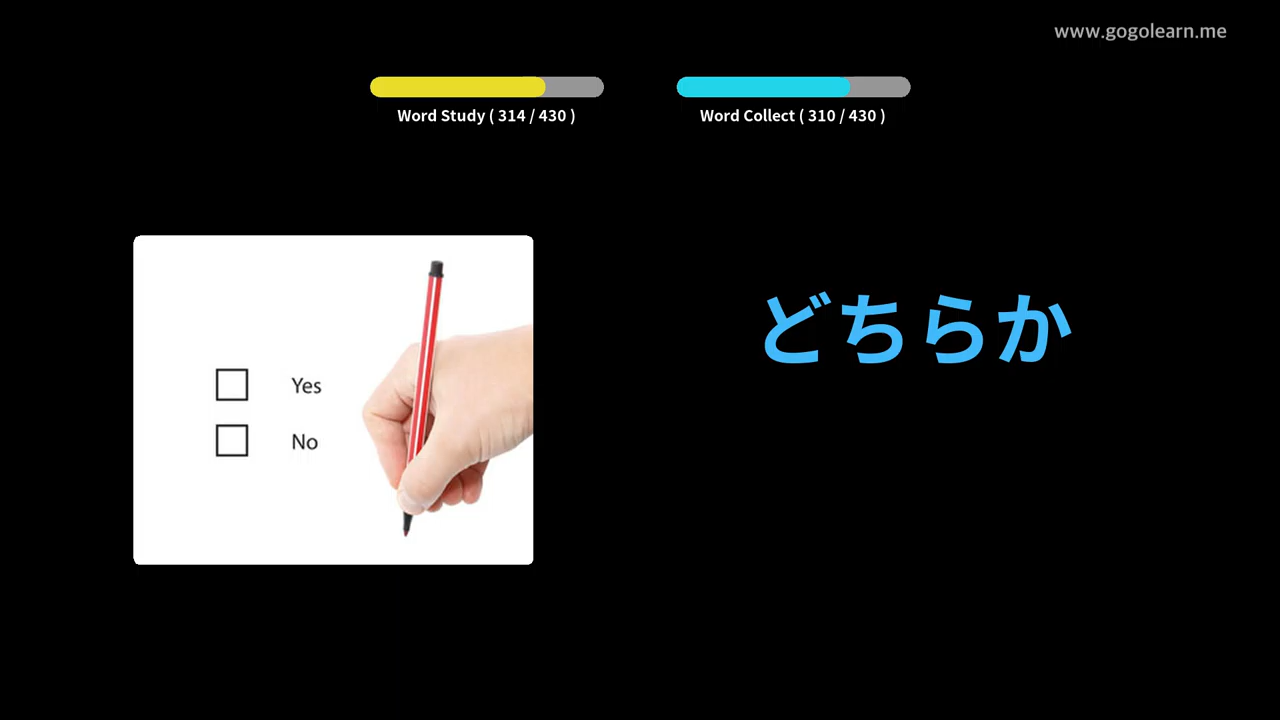 www.gogolearn.me
Word Study ( 314 / 430 )
Word Collect ( 310 / 430 )
どちらか
Yes
No